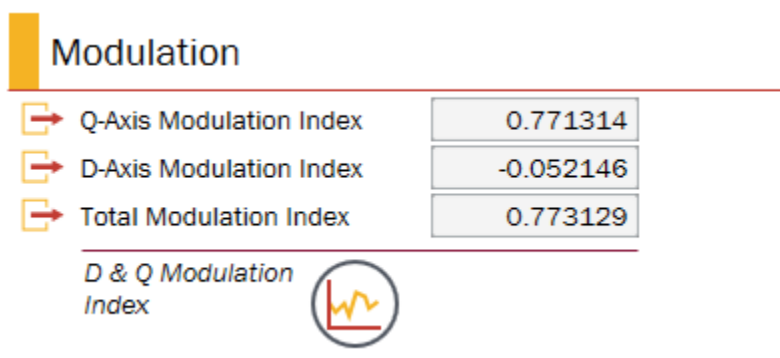 Modulation
Q-Axis Modulation Index 0.771314
D-Axis Modulation Index -0.052146
Total Modulation Index 0.773129
D & Q Modulation
Index